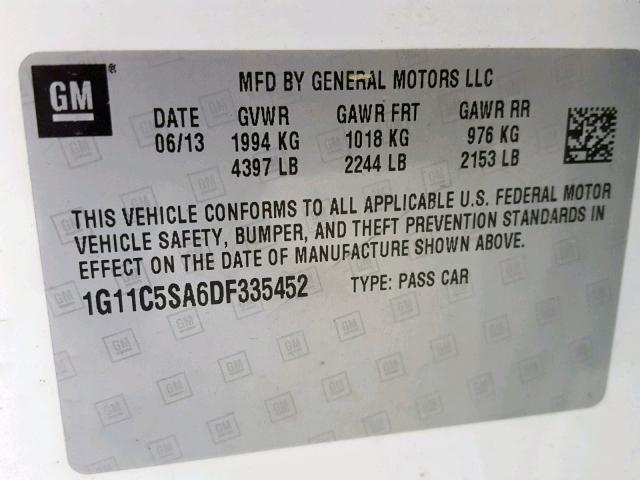 GM®
MFD BY GENERAL MOTORS LLC
DATE GVWR GAWR FRT GAWR RR
06/13 1994 KG 1018 KG 976 KG
4397 LB 2244 LB 2153 LB
THIS VEHICLE CONFORMS TO ALL APPLICABLE U.S. FEDERAL MOTOR
VEHICLE SAFETY, BUMPER, AND THEFT PREVENTION STANDARDS IN
EFFECT ON THE DATE OF MANUFACTURE SHOWN ABOVE.
1G11C5SA6DF335452 TYPE: PASS CAR